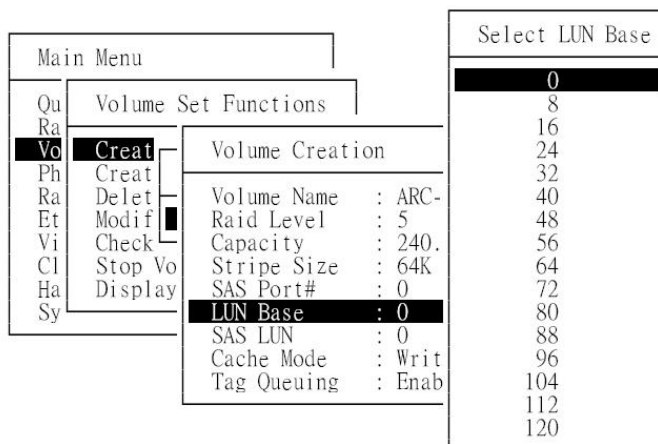 Main Menu
Qu
Ra
Vo
Ph
Ra
Et
Vi
Cl
Ha
Sy
Volume Set Functions
Creat
Creat
Delet
Modif
Check
Stop Vo
Display
Volume Creation
Volume Name : ARC-
Raid Level : 5
Capacity : 240.
Stripe Size : 64K
SAS Port# : 0
LUN Base : 0
SAS LUN : 0
Cache Mode : Writ
Tag Queuing : Enab
Select LUN Base
0
8
16
24
32
40
48
56
64
72
80
88
96
104
112
120